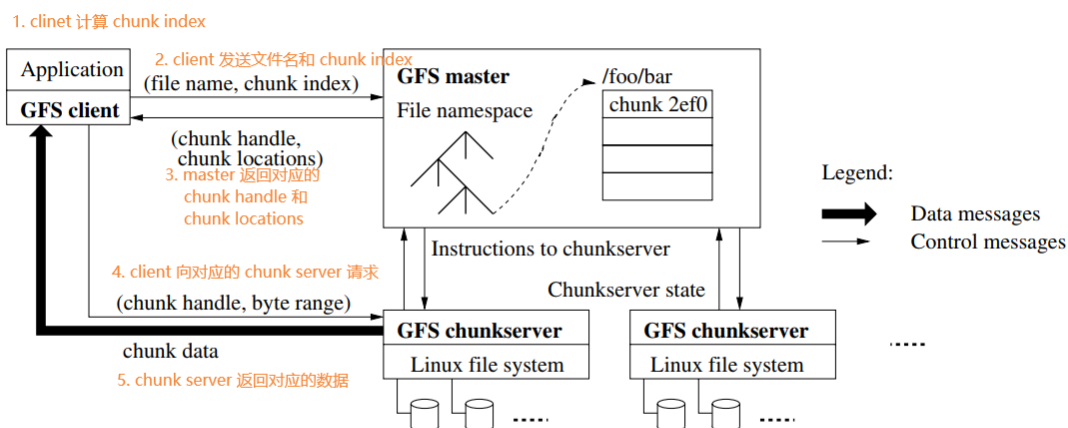 1. clinet 计算 chunk index
2. client 发送文件名和 chunk index
Application
(file name, chunk index)
GFS client
GFS master
File namespace
/foo/bar
chunk 2ef0
(chunk handle,
chunk locations)
3. master 返回对应的
chunk handle 和
chunk locations
Legend:
Data messages
Control messages
Instructions to chunkserver
Chunkserver state
4. client 向对应的 chunk server 请求
(chunk handle, byte range)
chunk data
5. chunk server 返回对应的数据
GFS chunkserver
Linux file system
GFS chunkserver
Linux file system